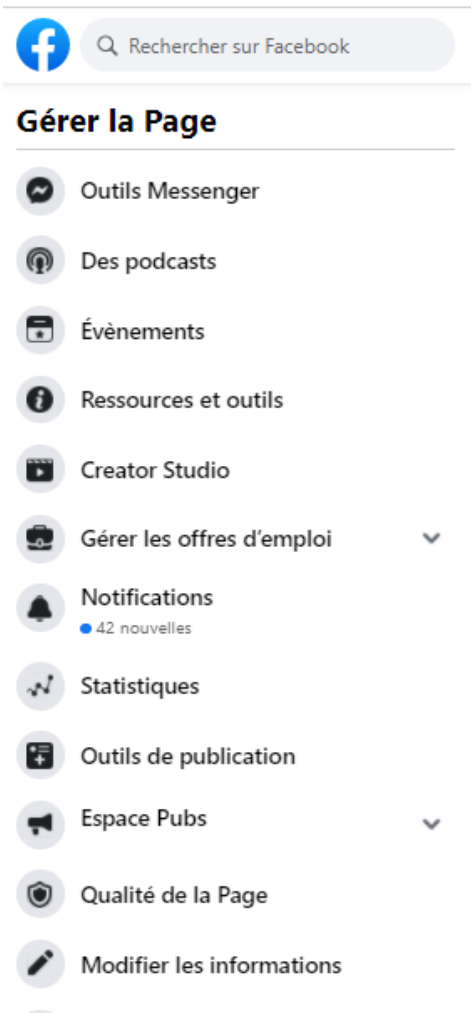 Rechercher sur Facebook
Gérer la Page
Outils Messenger
Des podcasts
Évènements
Ressources et outils
Creator Studio
Gérer les offres d’emploi
Notifications
42 nouvelles
Statistiques
Outils de publication
Espace Pubs
Qualité de la Page
Modifier les informations